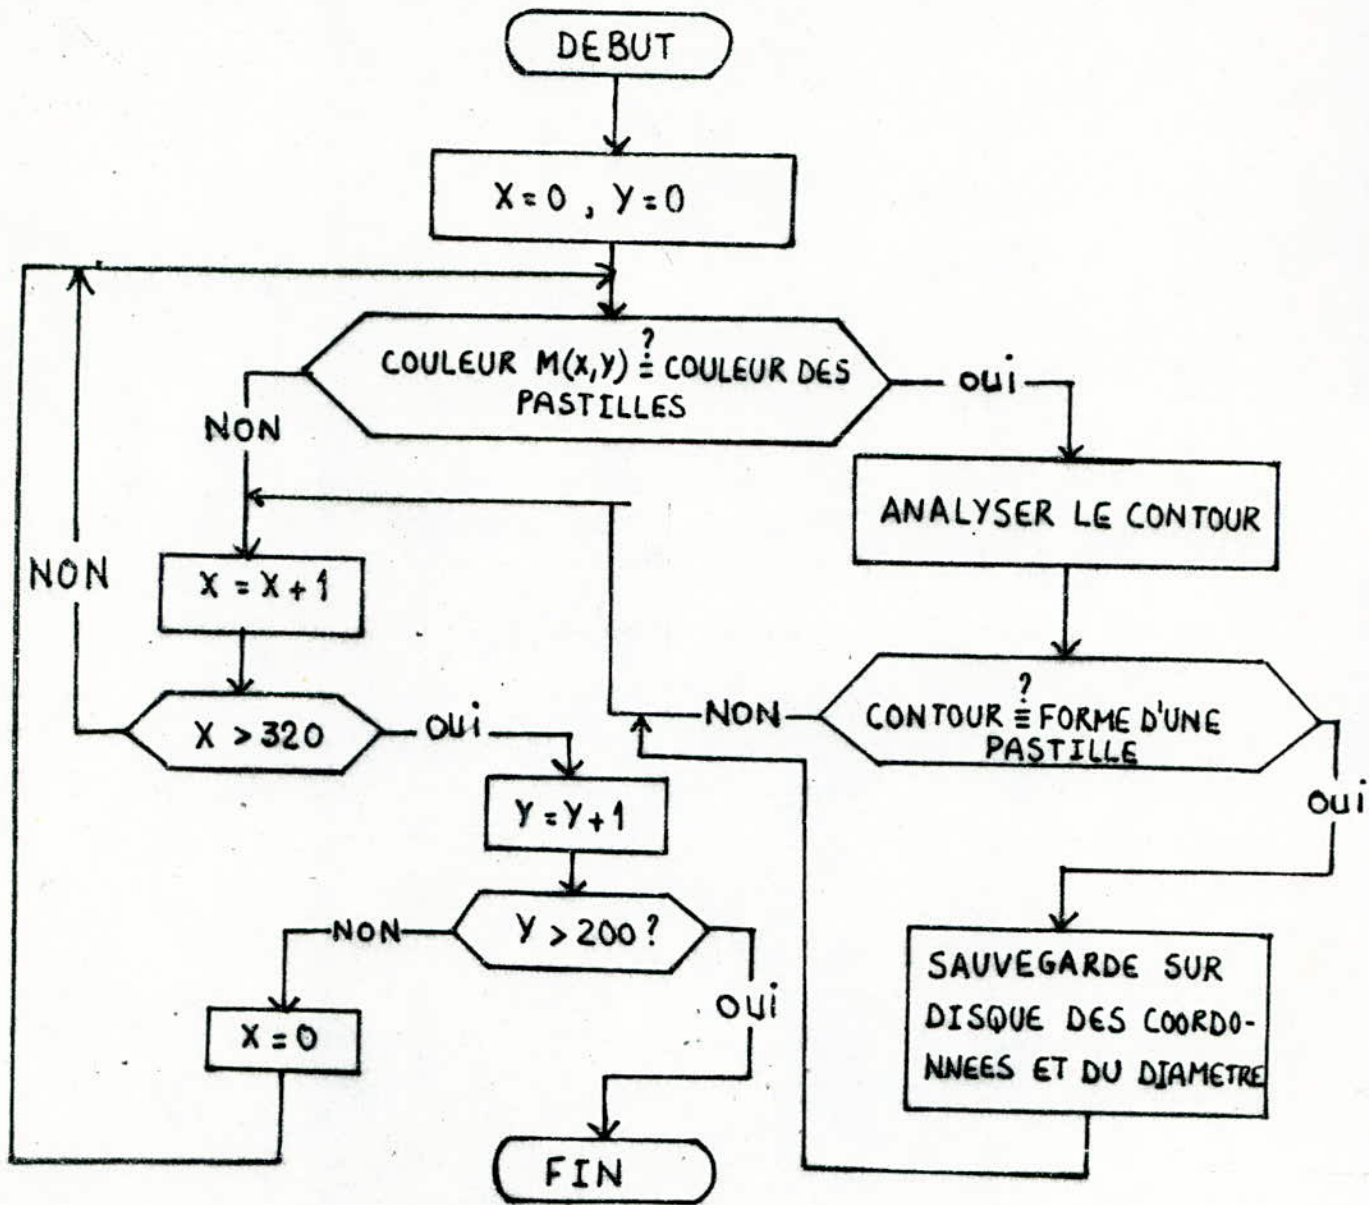 DEBUT
X=0, Y=0
COULEUR M(X,Y) ≟ COULEUR DES
PASTILLES
OUI
NON
ANALYSER LE CONTOUR
NON
X = X+1
CONTOUR ≟ FORME D'UNE
PASTILLE
NON
OUI
X > 320
OUI
Y=Y+1
Y > 200?
NON
OUI
X=0
SAUVEGARDE SUR
DISQUE DES COORDO-
NNEES ET DU DIAMETRE
FIN